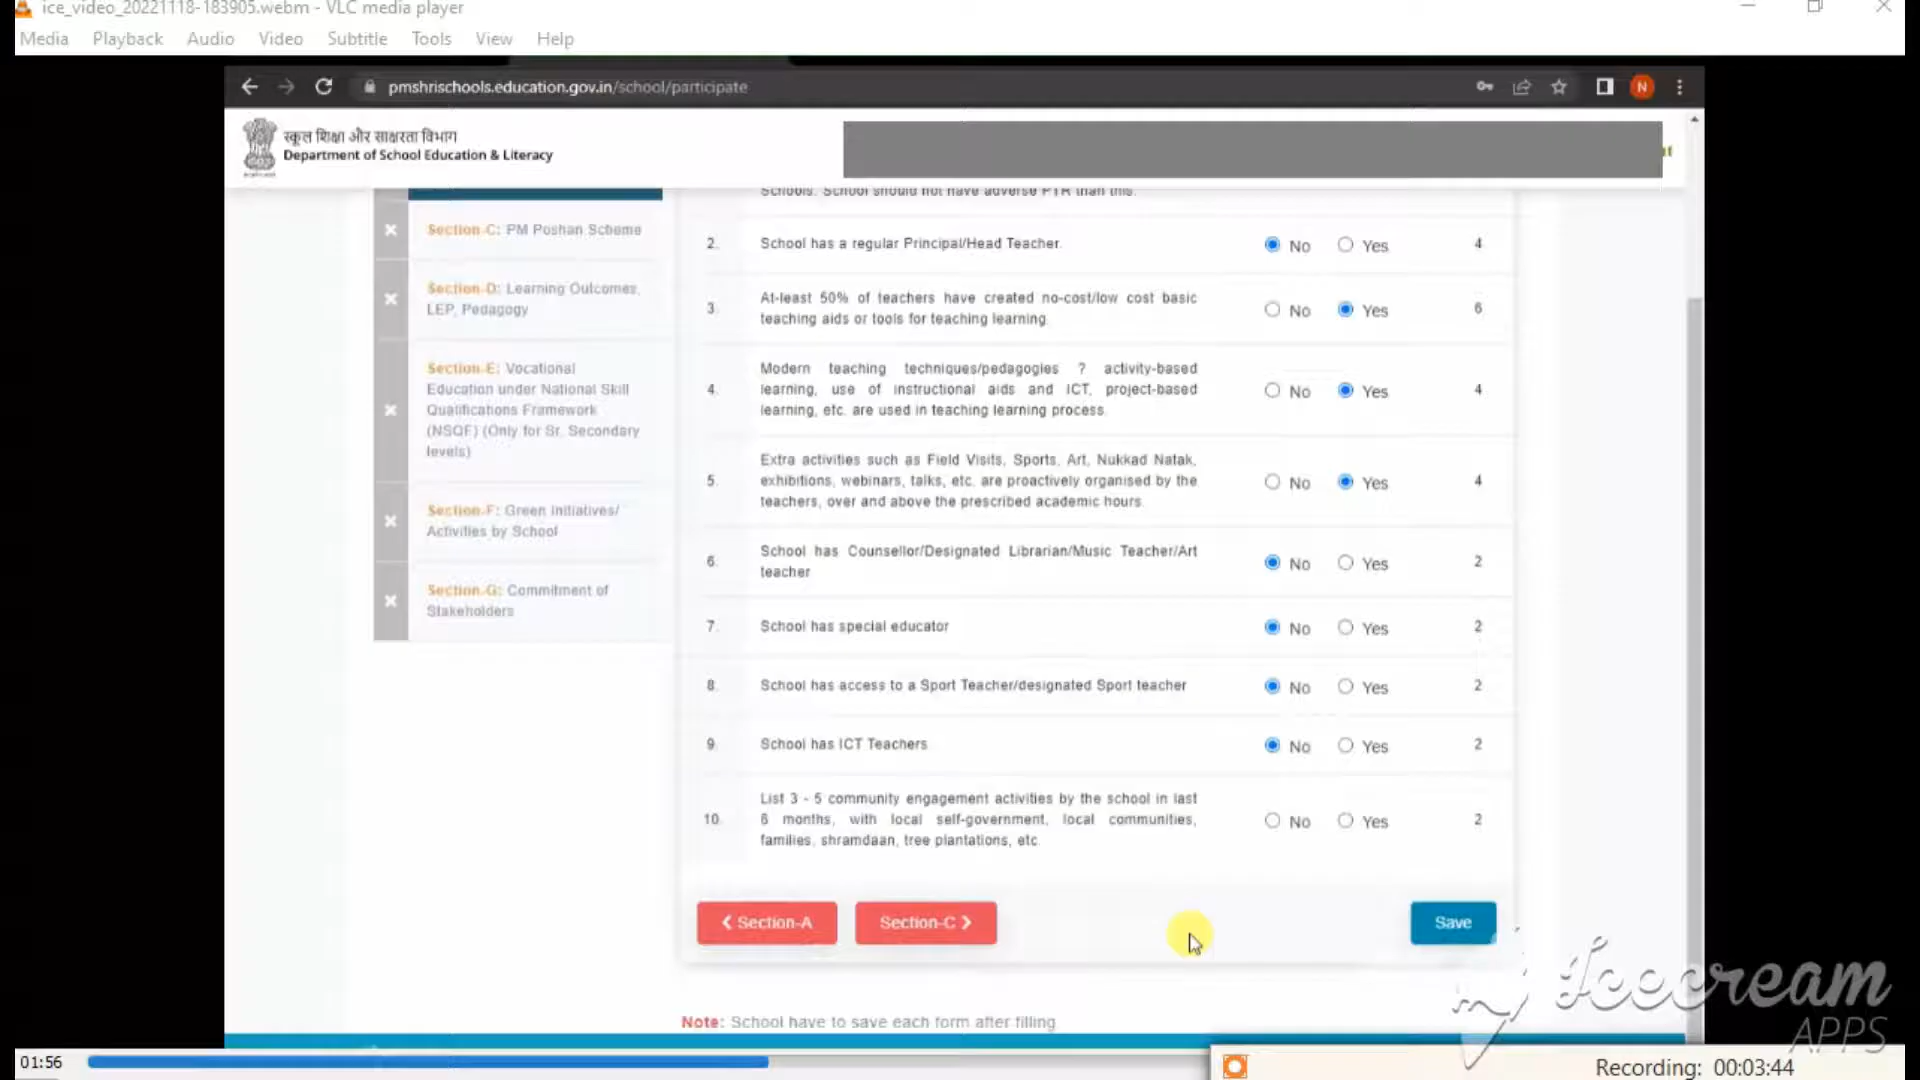 ice_video_20221118-183905.webm - VLC media player
Media Playback Audio Video Subtitle Tools View Help
pmshrischools.education.gov.in/school/participate
N
स्कूल शिक्षा और साक्षरता विभाग
Department of School Education & Literacy
Schools. School should not have adverse PTR than this.
Section-C: PM Poshan Scheme
Section-D: Learning Outcomes,
LEP, Pedagogy
Section-E: Vocational
Education under National Skill
Qualifications Framework
(NSQF) (Only for Sr. Secondary
levels)
Section-F: Green Initiatives/
Activities by School
Section-G: Commitment of
Stakeholders
2. School has a regular Principal/Head Teacher. No Yes 4
3. At-least 50% of teachers have created no-cost/low cost basic
teaching aids or tools for teaching learning. No Yes 6
4. Modern teaching techniques/pedagogies ? activity-based
learning, use of instructional aids and ICT, project-based
learning, etc. are used in teaching learning process. No Yes 4
5. Extra activities such as Field Visits, Sports, Art, Nukkad Natak,
exhibitions, webinars, talks, etc. are proactively organised by the
teachers, over and above the prescribed academic hours. No Yes 4
6. School has Counsellor/Designated Librarian/Music Teacher/Art
teacher No Yes 2
7. School has special educator No Yes 2
8. School has access to a Sport Teacher/designated Sport teacher No Yes 2
9. School has ICT Teachers No Yes 2
10. List 3 - 5 community engagement activities by the school in last
6 months, with local self-government, local communities,
families, shramdaan, tree plantations, etc. No Yes 2
Section-A Section-C Save
Note: School have to save each form after filling
my Icecream
APPS
01:56
Recording: 00:03:44